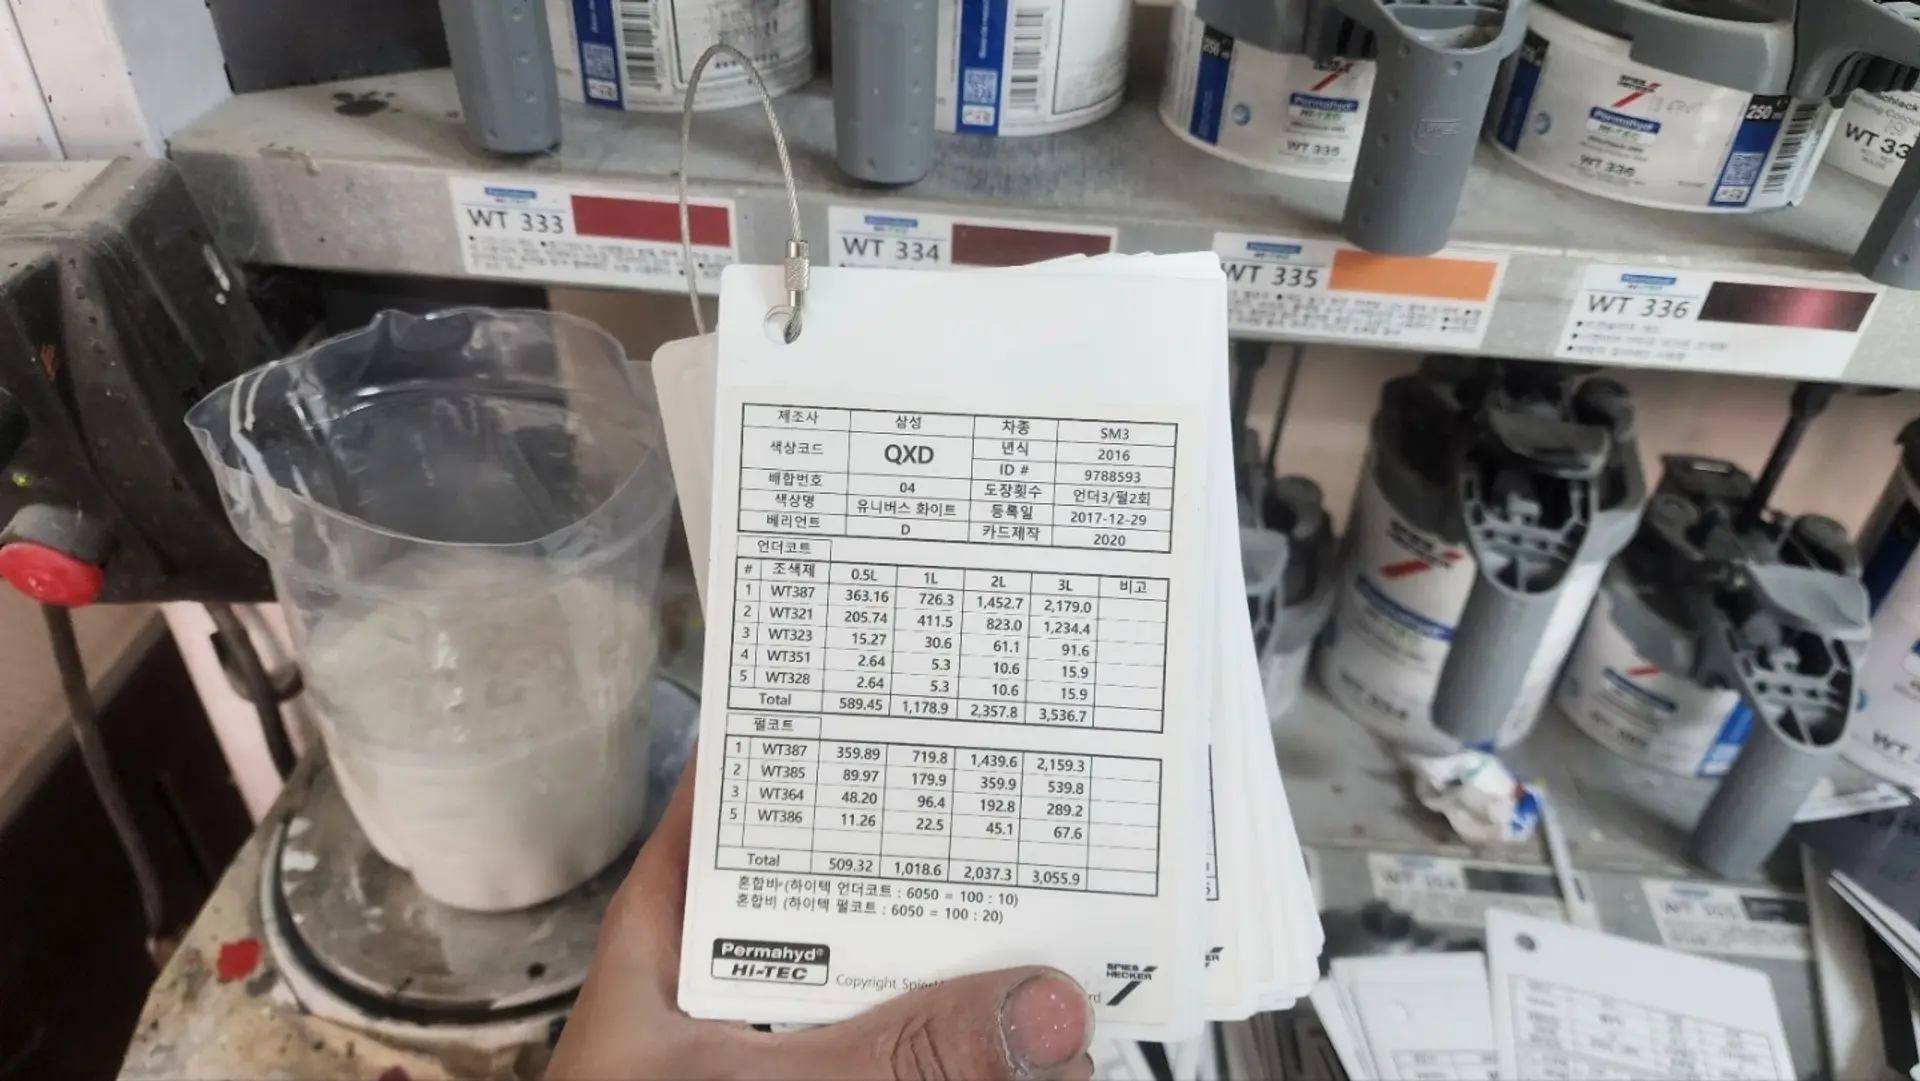 WT 333
WT 334
WT 335
WT 336
SPIES HECKER
Permahyd
HI-TEC
WT 335
250
SPIES HECKER
Permahyd
HI-TEC
WT 336
250
WT 33
제조사 삼성 차종 SM3
색상코드 QXD 년식 2016
ID # 9788593
배합번호 04 도장횟수 언더3/펄2회
색상명 유니버스 화이트 등록일 2017-12-29
베리언트 D 카드제작 2020
언더코트
# 조색제 0.5L 1L 2L 3L 비고
1 WT387 363.16 726.3 1,452.7 2,179.0
2 WT321 205.74 411.5 823.0 1,234.4
3 WT323 15.27 30.6 61.1 91.6
4 WT351 2.64 5.3 10.6 15.9
5 WT328 2.64 5.3 10.6 15.9
Total 589.45 1,178.9 2,357.8 3,536.7
펄코트
1 WT387 359.89 719.8 1,439.6 2,159.3
2 WT385 89.97 179.9 359.9 539.8
3 WT364 48.20 96.4 192.8 289.2
5 WT386 11.26 22.5 45.1 67.6
Total 509.32 1,018.6 2,037.3 3,055.9
혼합비 (하이텍 언더코트 : 6050 = 100 : 10)
혼합비 (하이텍 펄코트 : 6050 = 100 : 20)
Permahyd®
Hi-TEC
Copyright
SPIES HECKER